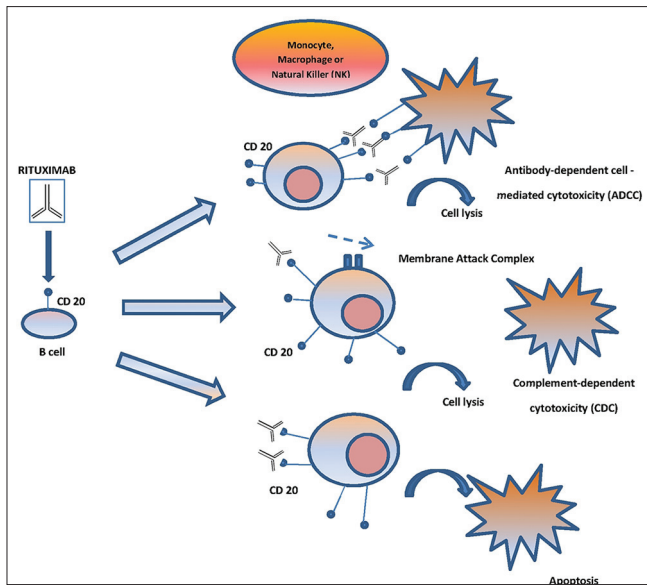 Monocyte,
Macrophage or
Natural Killer (NK)
CD 20
RITUXIMAB
Antibody-dependent cell -
mediated cytotoxicity (ADCC)
Cell lysis
Membrane Attack Complex
CD 20
B cell
CD 20
Complement-dependent
cytotoxicity (CDC)
Cell lysis
CD 20
Apoptosis